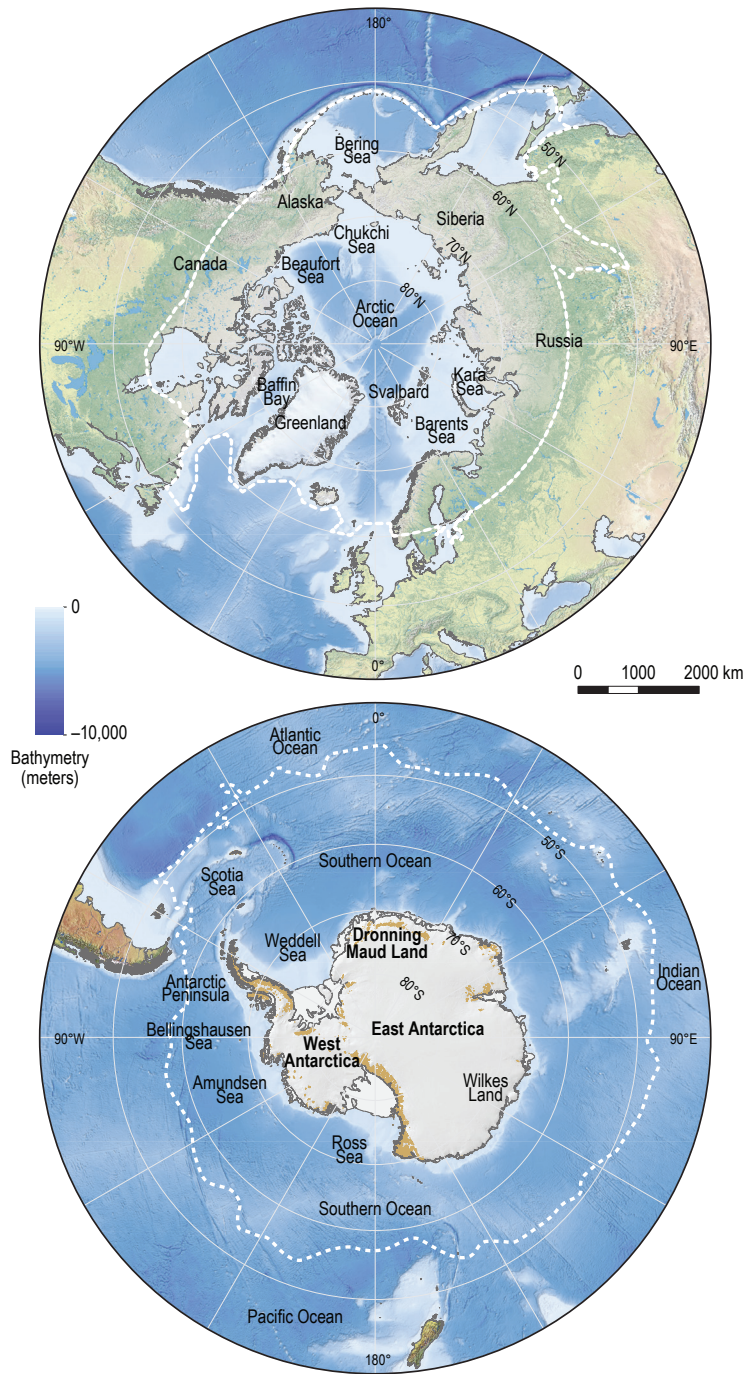 180°
Bering
Sea
50°N
Alaska
60°N
Siberia
Chukchi
Sea
70°N
Canada
Beaufort
Sea
80°N
Arctic
Ocean
90°W
Russia
90°E
Baffin
Bay
Svalbard
Kara
Sea
Greenland
Barents
Sea
0
−10,000
Bathymetry
(meters)
0°
0 1000 2000 km
0°
Atlantic
Ocean
50°S
Scotia
Sea
Southern Ocean
60°S
Weddell
Sea
Dronning
Maud Land
70°S
Antarctic
Peninsula
80°S
Indian
Ocean
90°W
Bellingshausen
Sea
East Antarctica
90°E
West
Antarctica
Amundsen
Sea
Wilkes
Land
Ross
Sea
Southern Ocean
Pacific Ocean
180°